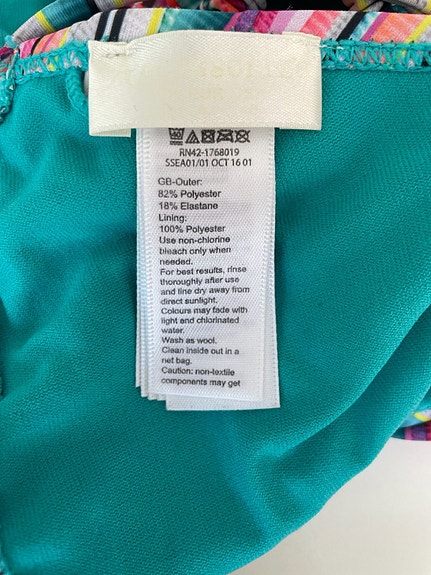 RN42-1768019
SSEA01/01 OCT 16 01
GB-Outer:
82% Polyester
18% Elastane
Lining:
100% Polyester
Use non-chlorine
bleach only when
needed.
For best results, rinse
thoroughly after use
and line dry away from
direct sunlight.
Colours may fade with
light and chlorinated
water.
Wash as wool.
Clean inside out in a
net bag.
Caution: non-textile
components may get